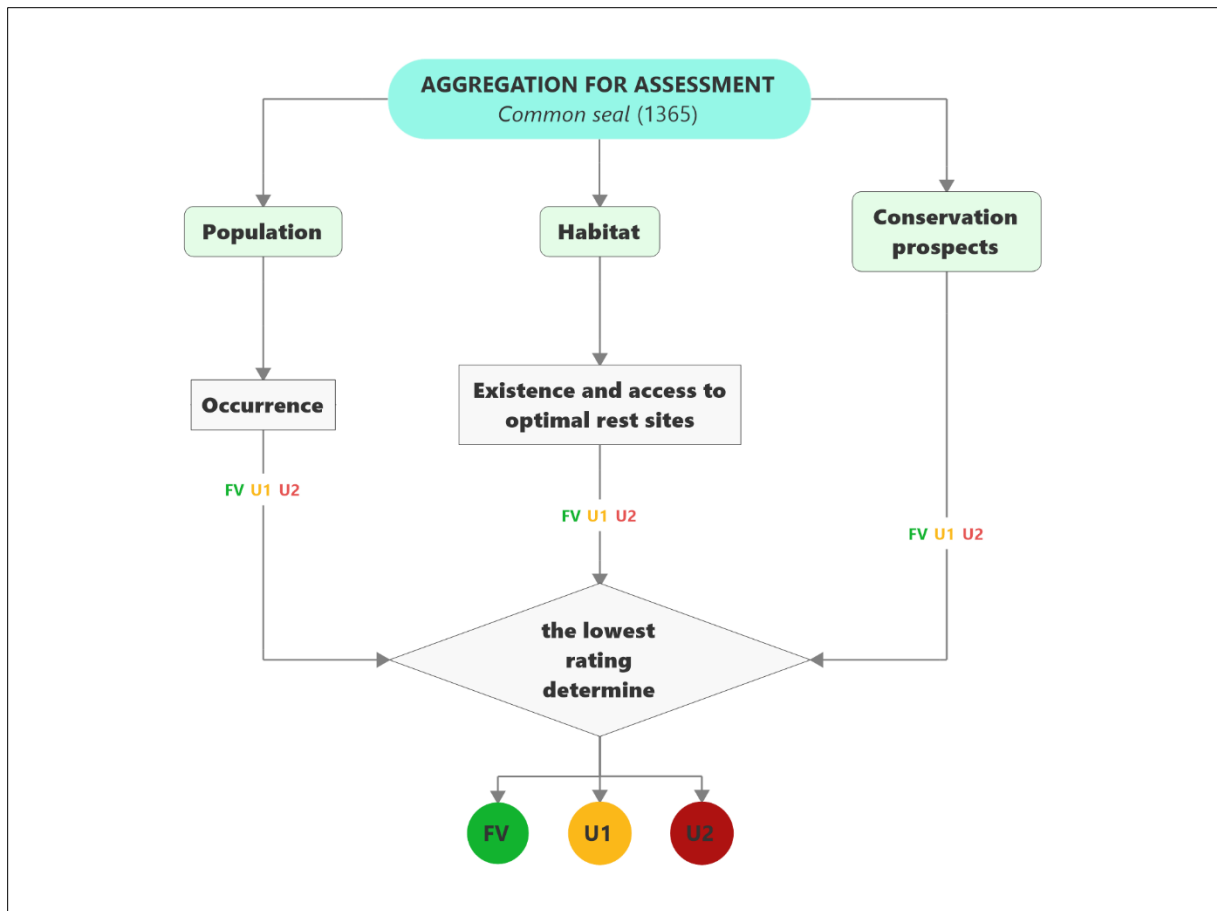 AGGREGATION FOR ASSESSMENT
Common seal (1365)
Population
Habitat
Conservation
prospects
Occurrence
Existence and access to
optimal rest sites
FV U1 U2
FV U1 U2
FV U1 U2
the lowest
rating
determine
FV
U1
U2